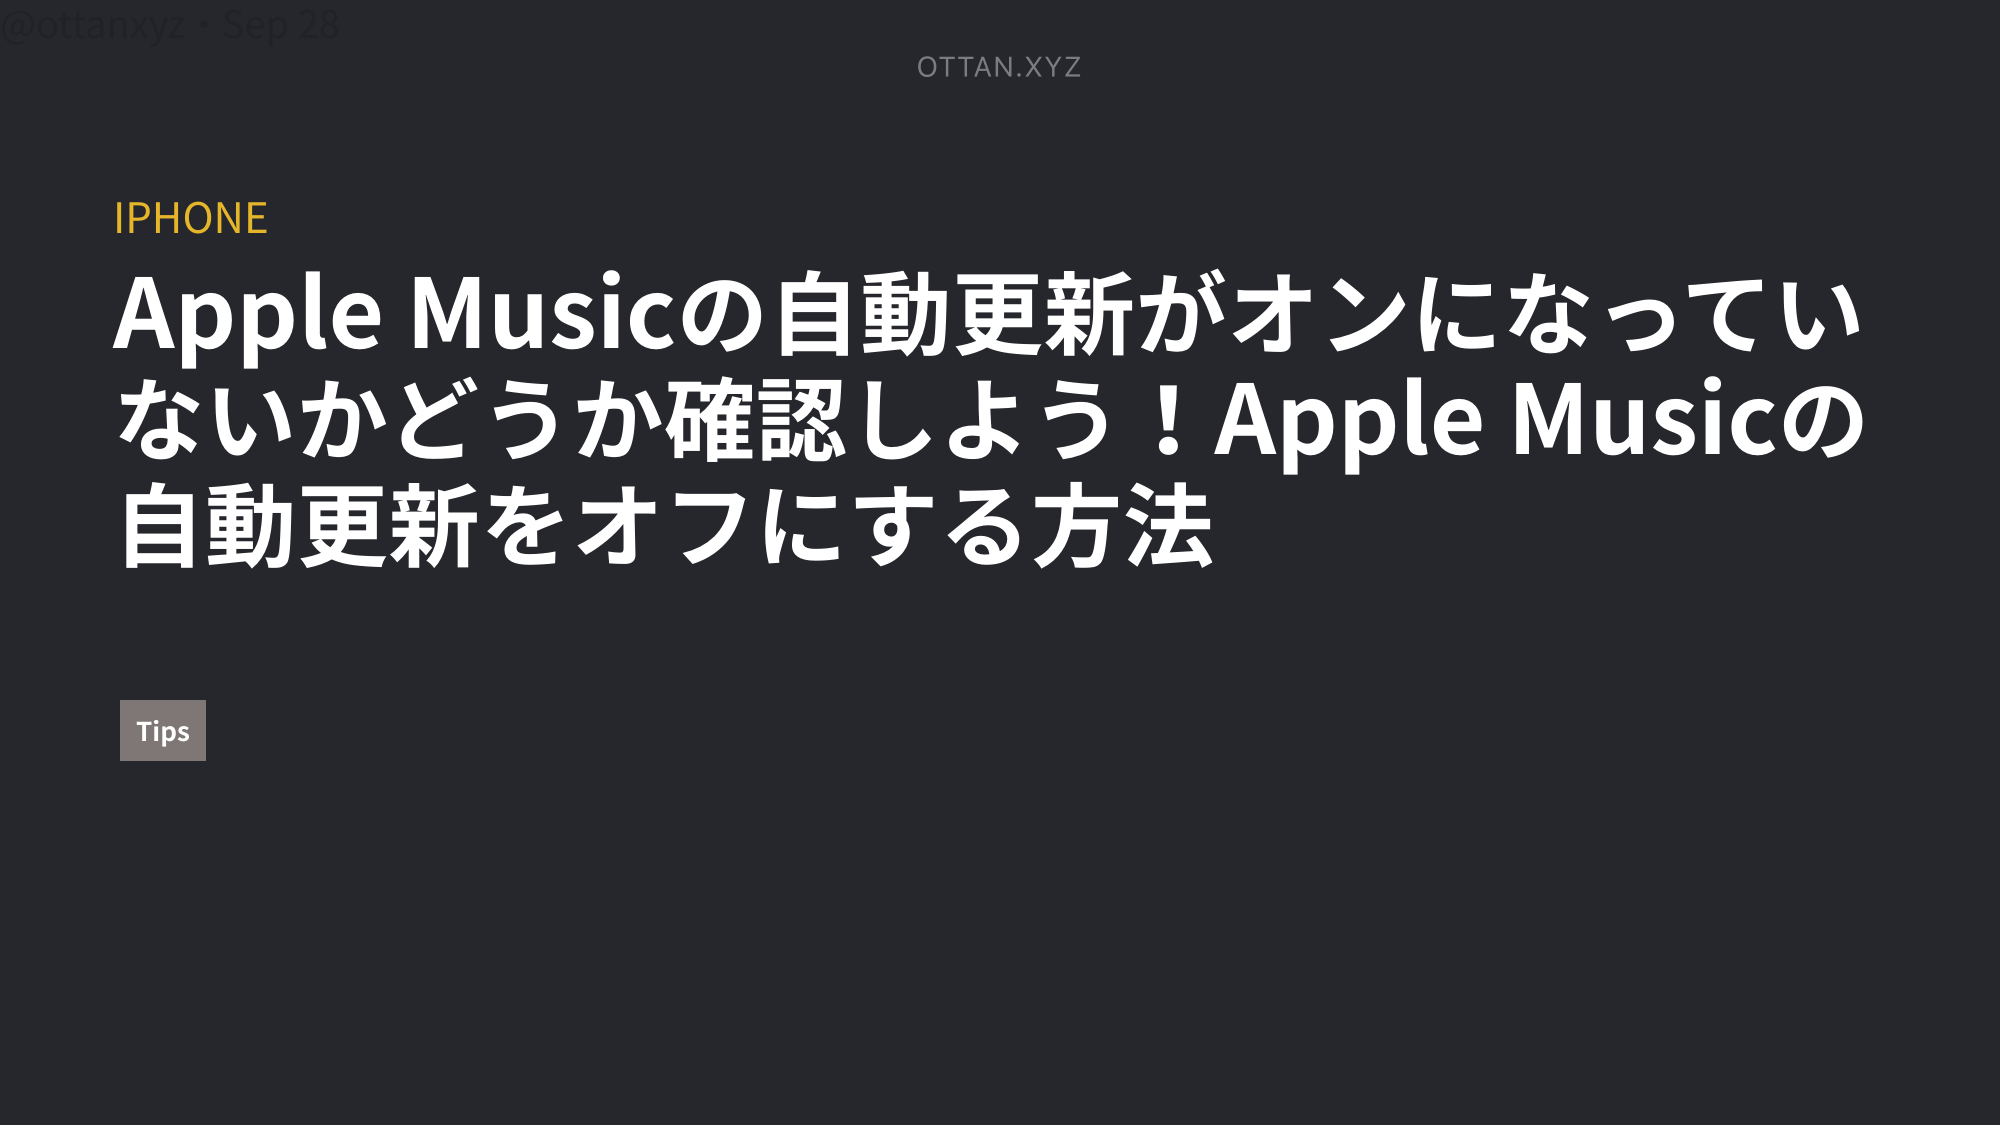 @ottanxyz・Sep 28
OTTAN.XYZ
IPHONE
Apple Musicの自動更新がオンになってい
ないかどうか確認しよう！Apple Musicの
自動更新をオフにする方法
Tips